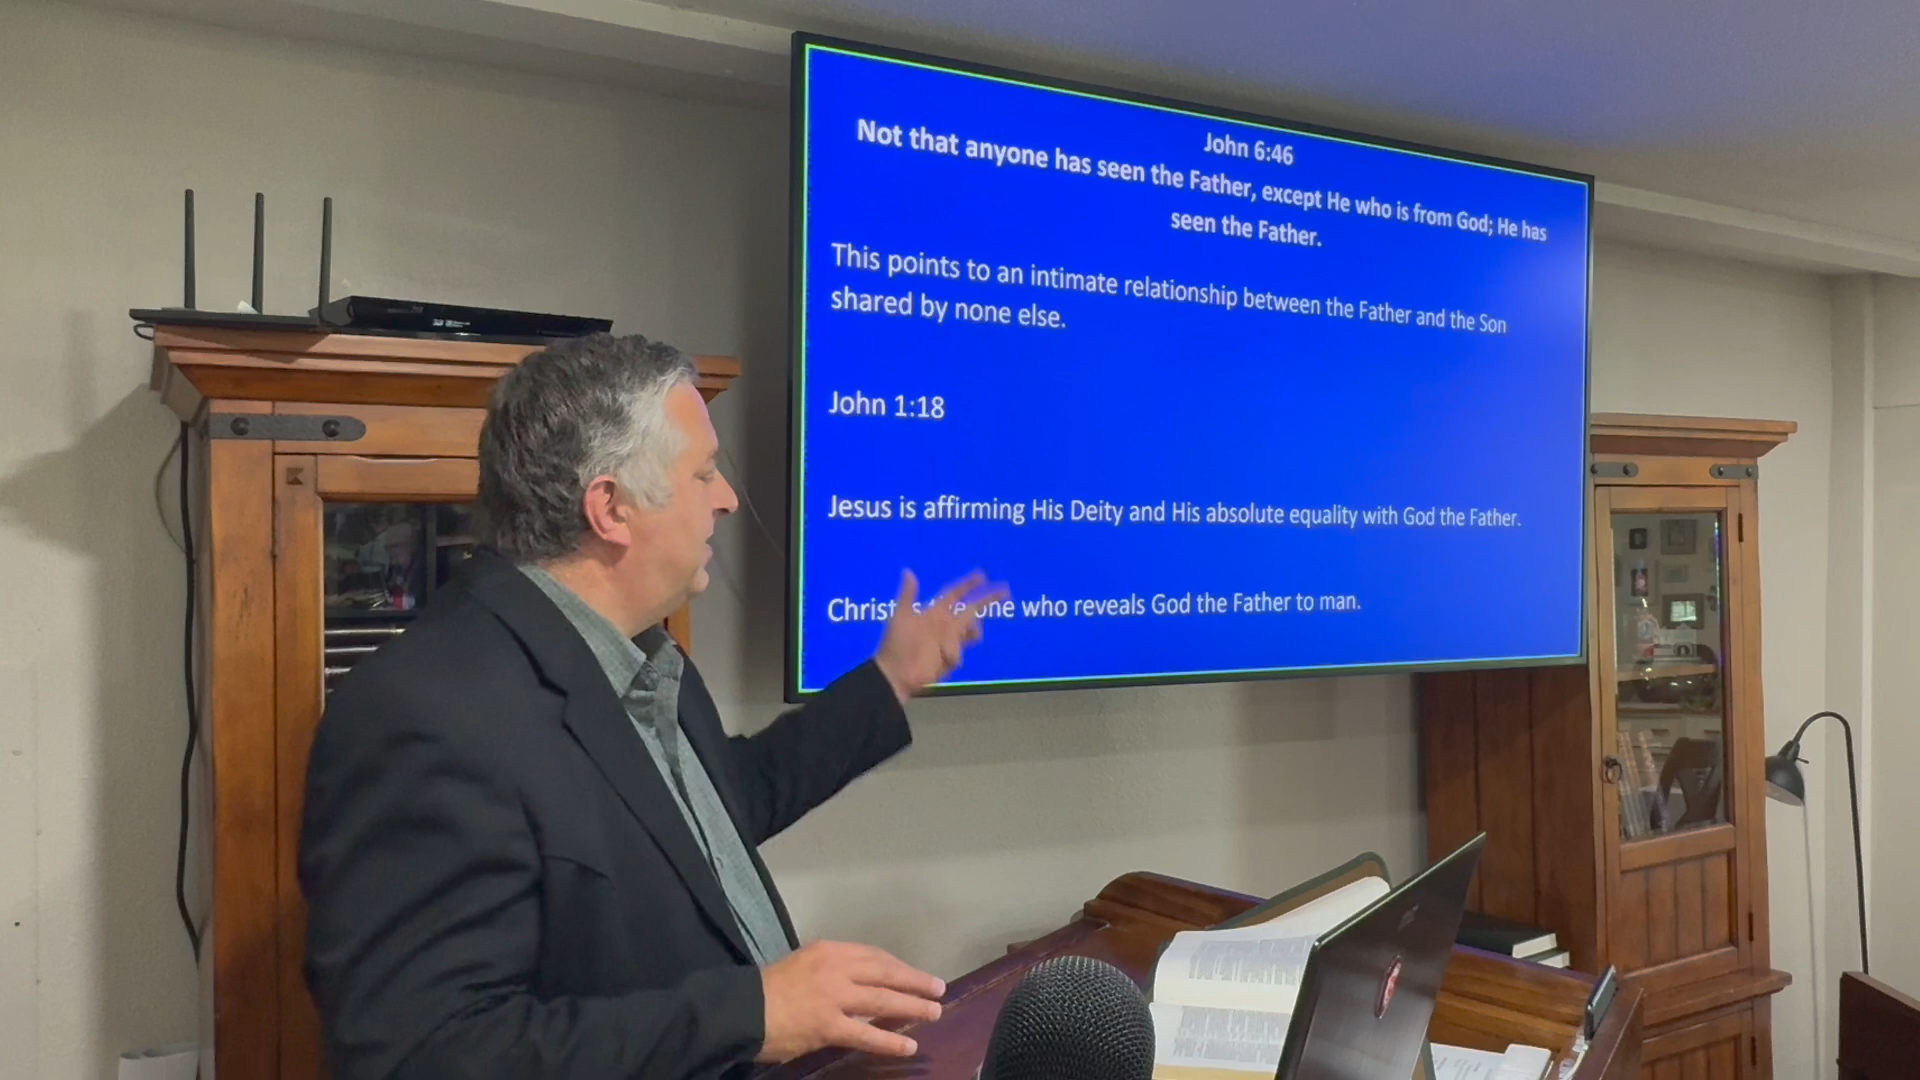 John 6:46
Not that anyone has seen the Father, except He who is from God; He has
seen the Father.
This points to an intimate relationship between the Father and the Son
shared by none else.
John 1:18
Jesus is affirming His Deity and His absolute equality with God the Father.
Christ is the one who reveals God the Father to man.